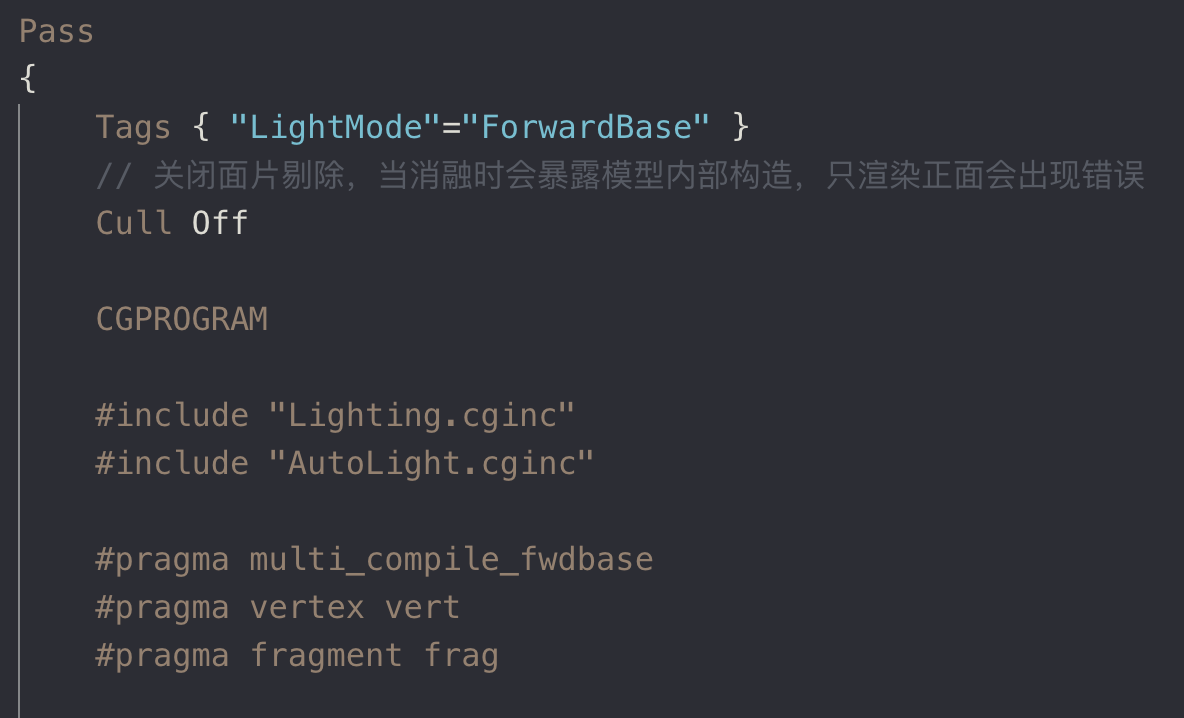 Pass
{
Tags { "LightMode"="ForwardBase" }
// 关闭面片剔除，当消融时会暴露模型内部构造，只渲染正面会出现错误
Cull Off
CGPROGRAM
#include "Lighting.cginc"
#include "AutoLight.cginc"
#pragma multi_compile_fwdbase
#pragma vertex vert
#pragma fragment frag